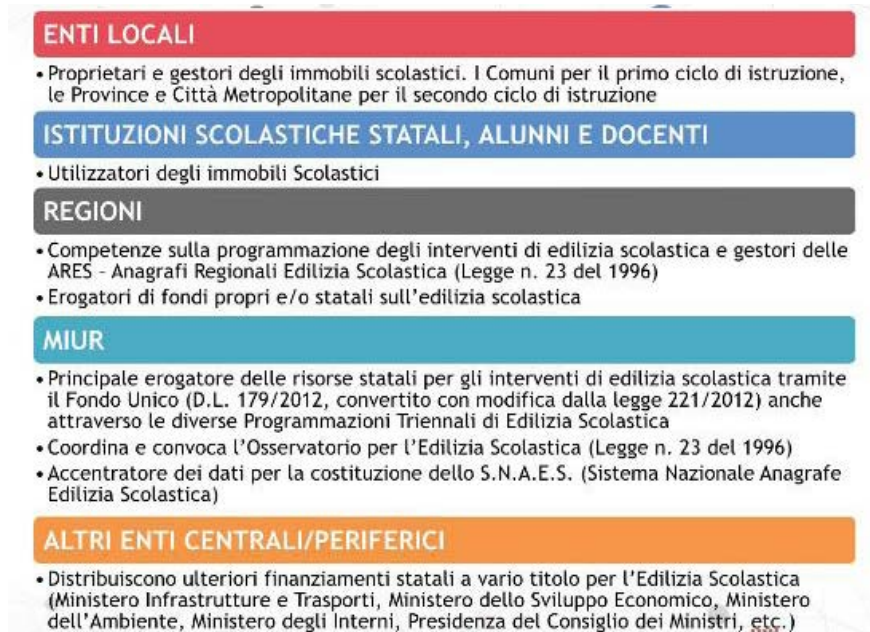 ENTI LOCALI
• Proprietari e gestori degli immobili scolastici. I Comuni per il primo ciclo di istruzione,
le Province e Città Metropolitane per il secondo ciclo di istruzione
ISTITUZIONI SCOLASTICHE STATALI, ALUNNI E DOCENTI
• Utilizzatori degli immobili Scolastici
REGIONI
• Competenze sulla programmazione degli interventi di edilizia scolastica e gestori delle
ARES – Anagrafi Regionali Edilizia Scolastica (Legge n. 23 del 1996)
• Erogatori di fondi propri e/o statali sull'edilizia scolastica
MIUR
• Principale erogatore delle risorse statali per gli interventi di edilizia scolastica tramite
il Fondo Unico (D.L. 179/2012, convertito con modifica dalla legge 221/2012) anche
attraverso le diverse Programmazioni Triennali di Edilizia Scolastica
• Coordina e convoca l'Osservatorio per l'Edilizia Scolastica (Legge n. 23 del 1996)
• Accentratore dei dati per la costituzione dello S.N.A.E.S. (Sistema Nazionale Anagrafe
Edilizia Scolastica)
ALTRI ENTI CENTRALI/PERIFERICI
• Distribuiscono ulteriori finanziamenti statali a vario titolo per l'Edilizia Scolastica
(Ministero Infrastrutture e Trasporti, Ministero dello Sviluppo Economico, Ministero
dell'Ambiente, Ministero degli Interni, Presidenza del Consiglio dei Ministri, etc.)